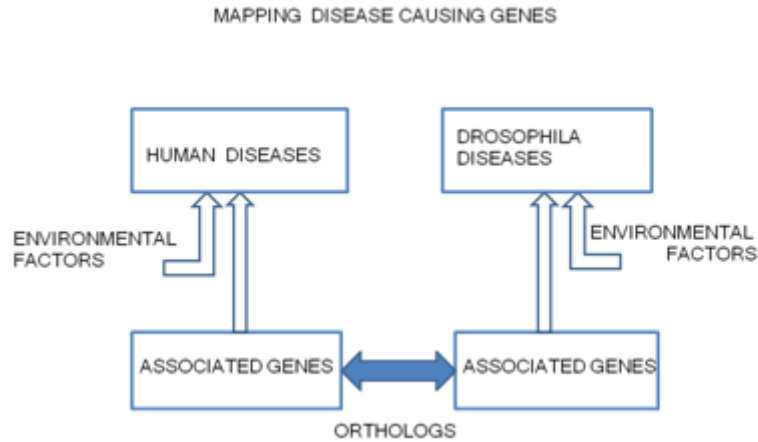 MAPPING DISEASE CAUSING GENES
HUMAN DISEASES
DROSOPHILA
DISEASES
ENVIRONMENTAL
FACTORS
ENVIRONMENTAL
FACTORS
ASSOCIATED GENES
ASSOCIATED GENES
ORTHOLOGS